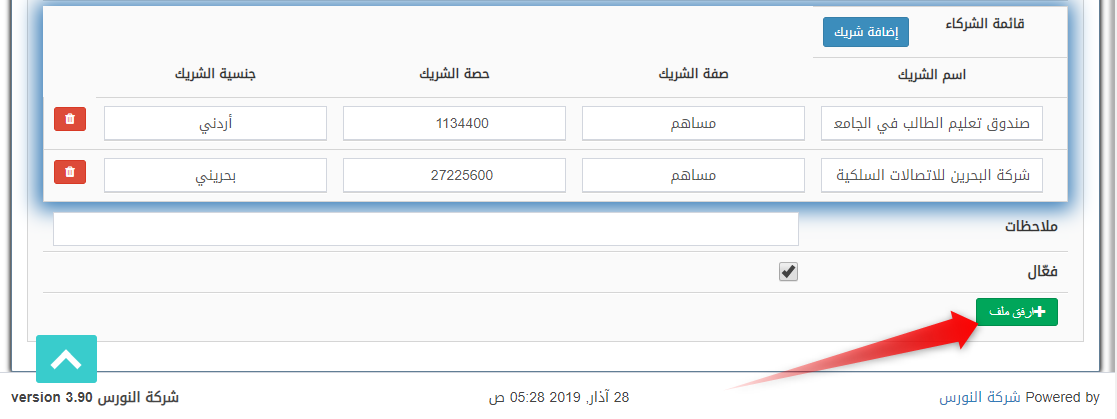 قائمة الشركاء إضافة شريك
اسم الشريك صفة الشريك حصة الشريك جنسية الشريك
صندوق تعليم الطالب في الجامع مساهم 1134400 أردني
شركة البحرين للاتصالات السلكية مساهم 27225600 بحريني
ملاحظات
فعّال
ارفق ملف
Powered by شركة النورس 28 آذار, 2019 05:28 ص شركة النورس version 3.90